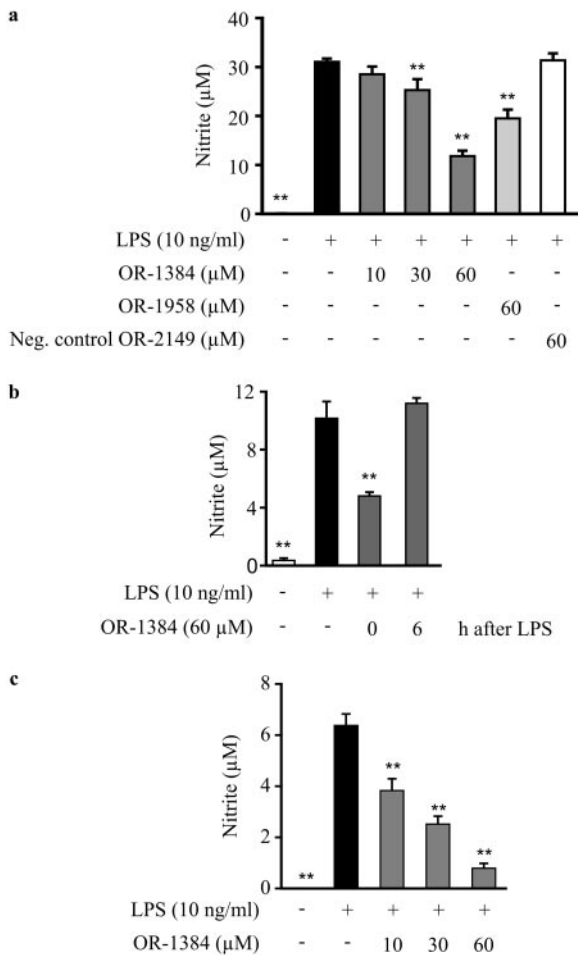 a
Nitrite (µM)
40
30
20
10
0
**
**
**
**
LPS (10 ng/ml) - + + + + + +
OR-1384 (µM) - - 10 30 60 - -
OR-1958 (µM) - - - - - 60 -
Neg. control OR-2149 (µM) - - - - - - 60
b
Nitrite (µM)
12
8
4
0
**
**
LPS (10 ng/ml) - + + +
OR-1384 (60 µM) - - 0 6 h after LPS
c
Nitrite (µM)
8
6
4
2
0
**
**
**
**
LPS (10 ng/ml) - + + + +
OR-1384 (µM) - - 10 30 60